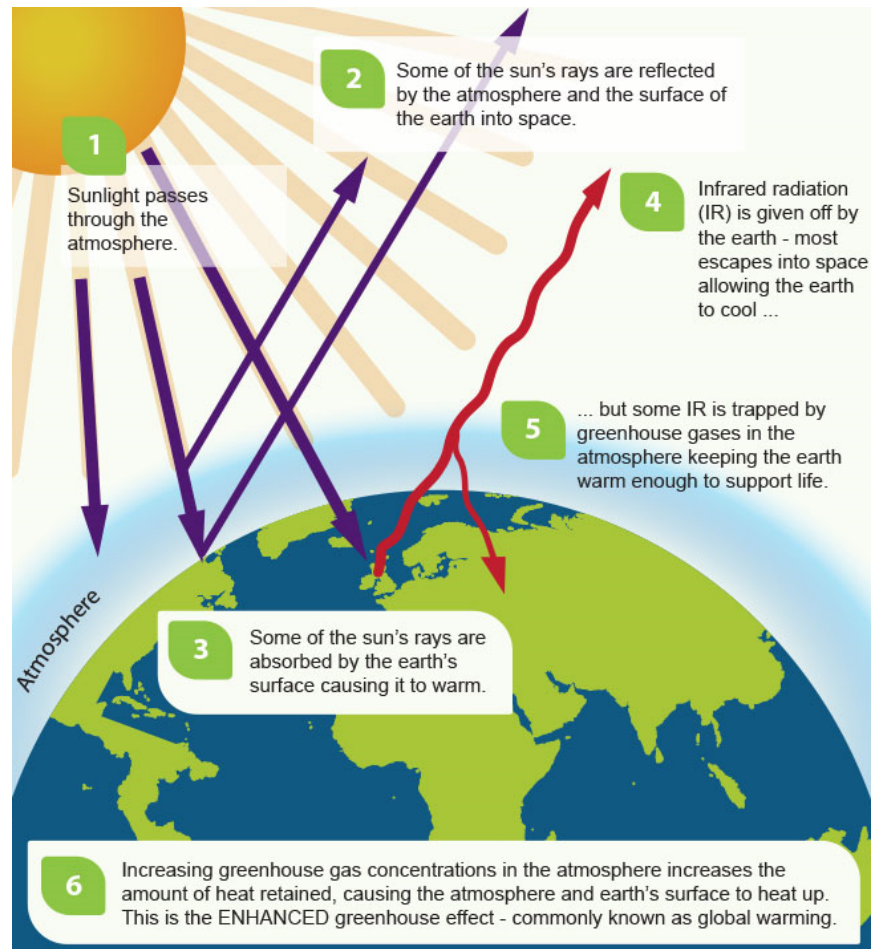 1
Sunlight passes
through the
atmosphere.
2
Some of the sun's rays are reflected
by the atmosphere and the surface of
the earth into space.
4
Infrared radiation
(IR) is given off by
the earth - most
escapes into space
allowing the earth
to cool ...
5
... but some IR is trapped by
greenhouse gases in the
atmosphere keeping the earth
warm enough to support life.
Atmosphere
3
Some of the sun's rays are
absorbed by the earth's
surface causing it to warm.
6
Increasing greenhouse gas concentrations in the atmosphere increases the
amount of heat retained, causing the atmosphere and earth's surface to heat up.
This is the ENHANCED greenhouse effect - commonly known as global warming.